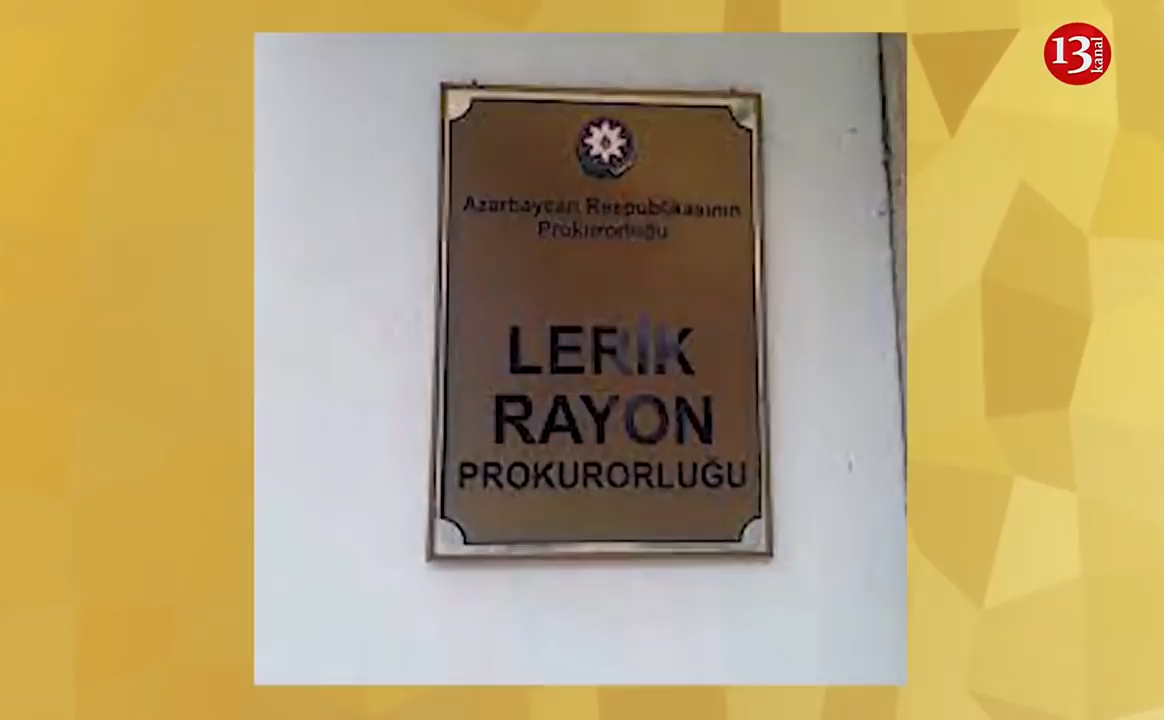 13 kanal
Azərbaycan Respublikasının
Prokurorluğu
LERİK
RAYON
PROKURORLUĞU